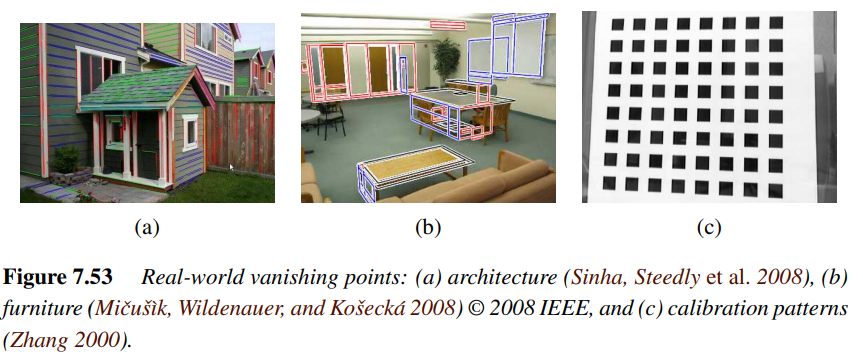 (a)
(b)
(c)
Figure 7.53 Real-world vanishing points: (a) architecture (Sinha, Steedly et al. 2008), (b)
furniture (Mičušìk, Wildenauer, and Košecká 2008) © 2008 IEEE, and (c) calibration patterns
(Zhang 2000).